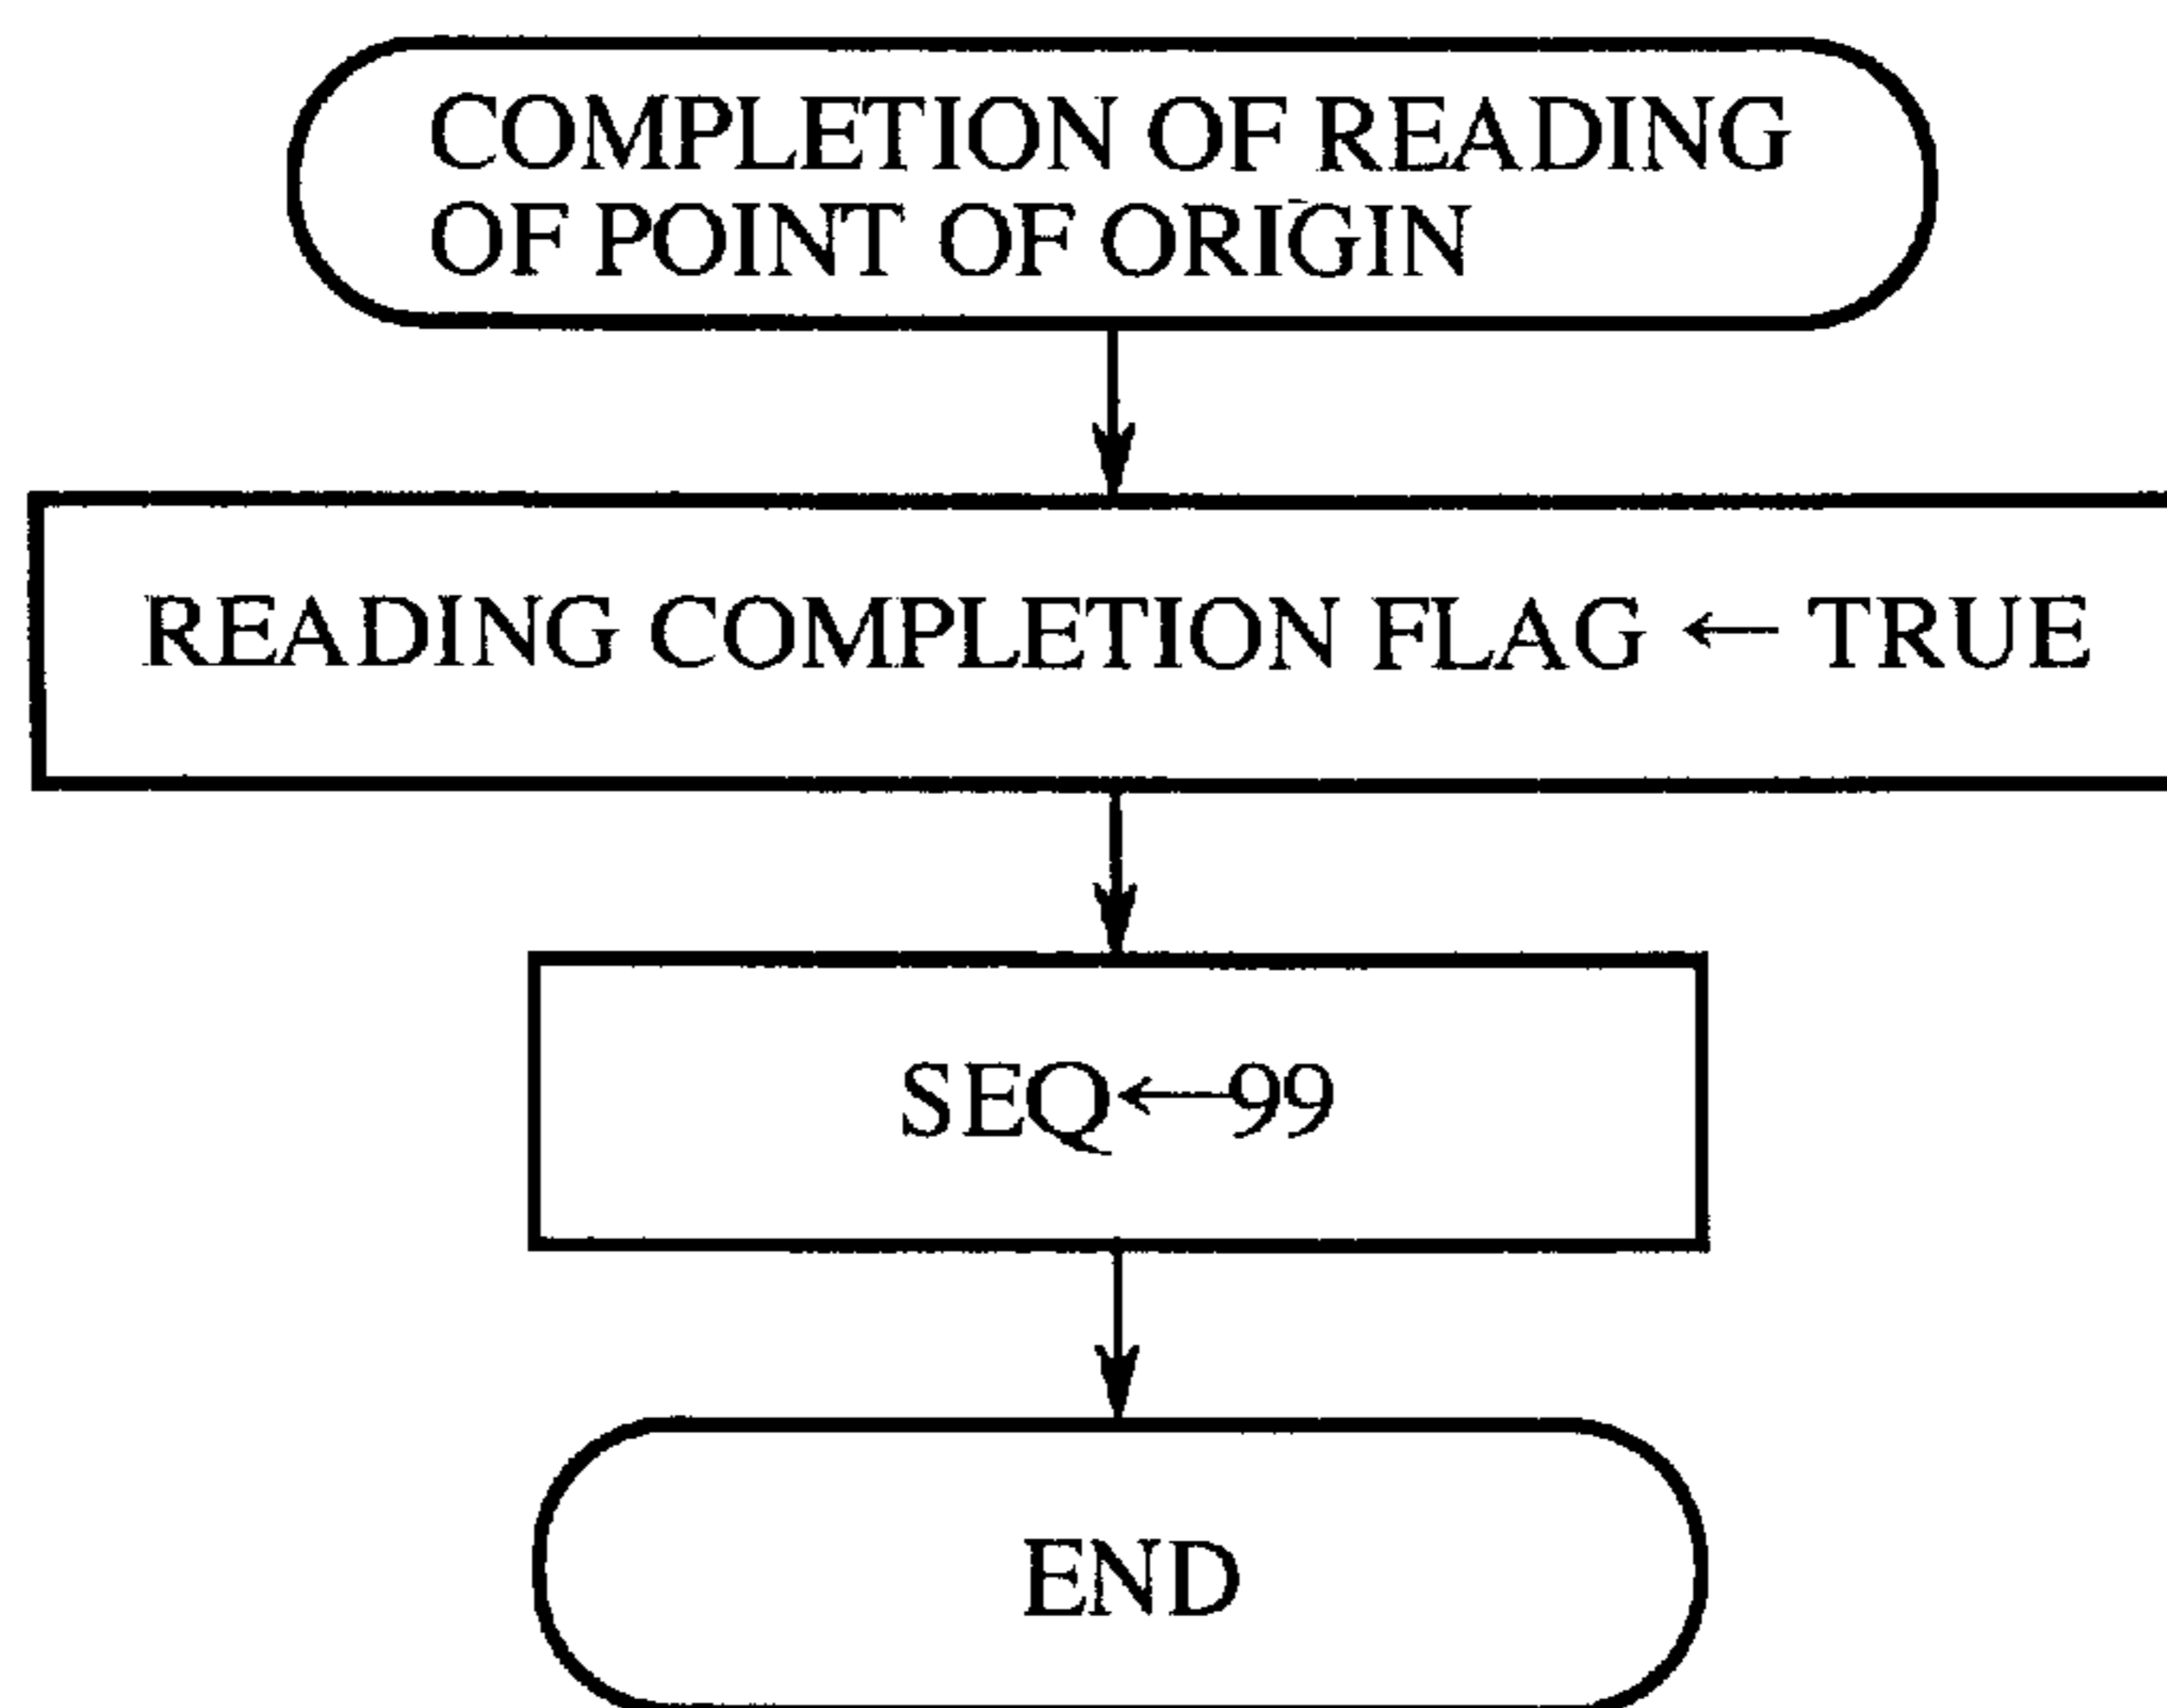 COMPLETION OF READING
OF POINT OF ORIGIN
READING COMPLETION FLAG ← TRUE
SEQ←99
END